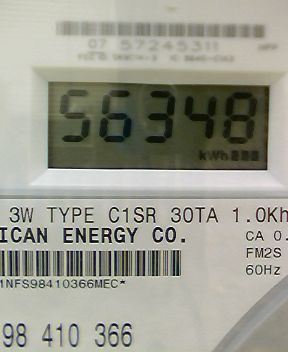 07 57245311
56348
kWh
3W TYPE C1SR 30TA 1.0Kh
ICAN ENERGY CO.
CA 0.
FM2S
60Hz
1NFS98410366MEC*
98 410 366